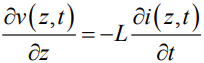 ∂v(z,t)/∂z = −L ∂i(z,t)/∂t